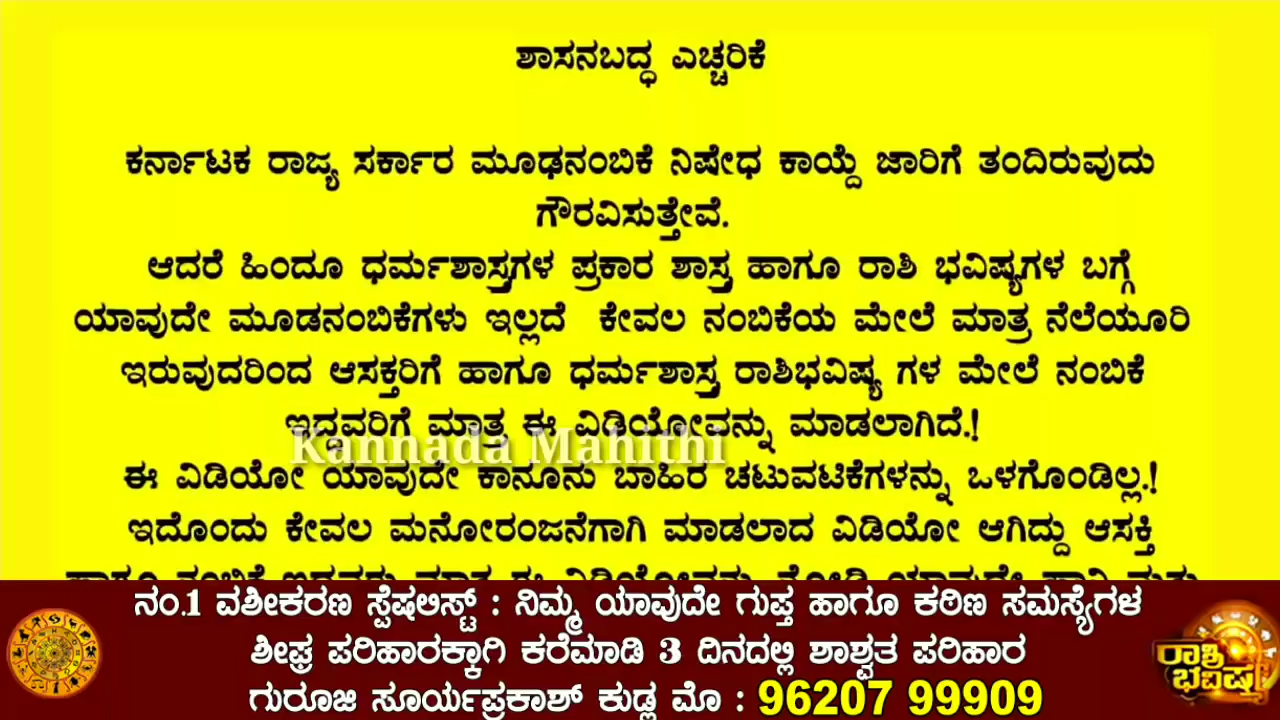 ಶಾಸನಬದ್ಧ ಎಚ್ಚರಿಕೆ
ಕರ್ನಾಟಕ ರಾಜ್ಯ ಸರ್ಕಾರ ಮೂಢನಂಬಿಕೆ ನಿಷೇಧ ಕಾಯ್ದೆ ಜಾರಿಗೆ ತಂದಿರುವುದು
ಗೌರವಿಸುತ್ತೇವೆ.
ಆದರೆ ಹಿಂದೂ ಧರ್ಮಶಾಸ್ತ್ರಗಳ ಪ್ರಕಾರ ಶಾಸ್ತ್ರ ಹಾಗೂ ರಾಶಿ ಭವಿಷ್ಯಗಳ ಬಗ್ಗೆ
ಯಾವುದೇ ಮೂಡನಂಬಿಕೆಗಳು ಇಲ್ಲದೆ ಕೇವಲ ನಂಬಿಕೆಯ ಮೇಲೆ ಮಾತ್ರ ನೆಲೆಯೂರಿ
ಇರುವುದರಿಂದ ಆಸಕ್ತರಿಗೆ ಹಾಗೂ ಧರ್ಮಶಾಸ್ತ್ರ ರಾಶಿಭವಿಷ್ಯ ಗಳ ಮೇಲೆ ನಂಬಿಕೆ
ಇದ್ದವರಿಗೆ ಮಾತ್ರ ಈ ವಿಡಿಯೋವನ್ನು ಮಾಡಲಾಗಿದೆ.!
Kannada Mahithi
ಈ ವಿಡಿಯೋ ಯಾವುದೇ ಕಾನೂನು ಬಾಹಿರ ಚಟುವಟಿಕೆಗಳನ್ನು ಒಳಗೊಂಡಿಲ್ಲ.!
ಇದೊಂದು ಕೇವಲ ಮನೋರಂಜನೆಗಾಗಿ ಮಾಡಲಾದ ವಿಡಿಯೋ ಆಗಿದ್ದು ಆಸಕ್ತಿ
ನಂ.1 ವಶೀಕರಣ ಸ್ಪೆಷಲಿಸ್ಟ್ : ನಿಮ್ಮ ಯಾವುದೇ ಗುಪ್ತ ಹಾಗೂ ಕಠಿಣ ಸಮಸ್ಯೆಗಳ
ಶೀಘ್ರ ಪರಿಹಾರಕ್ಕಾಗಿ ಕರೆಮಾಡಿ 3 ದಿನದಲ್ಲಿ ಶಾಶ್ವತ ಪರಿಹಾರ
ಗುರೂಜಿ ಸೂರ್ಯಪ್ರಕಾಶ್ ಕುಡ್ಲ ಮೊ : 96207 99909
ರಾಶಿ
ಭವಿಷ್ಯ